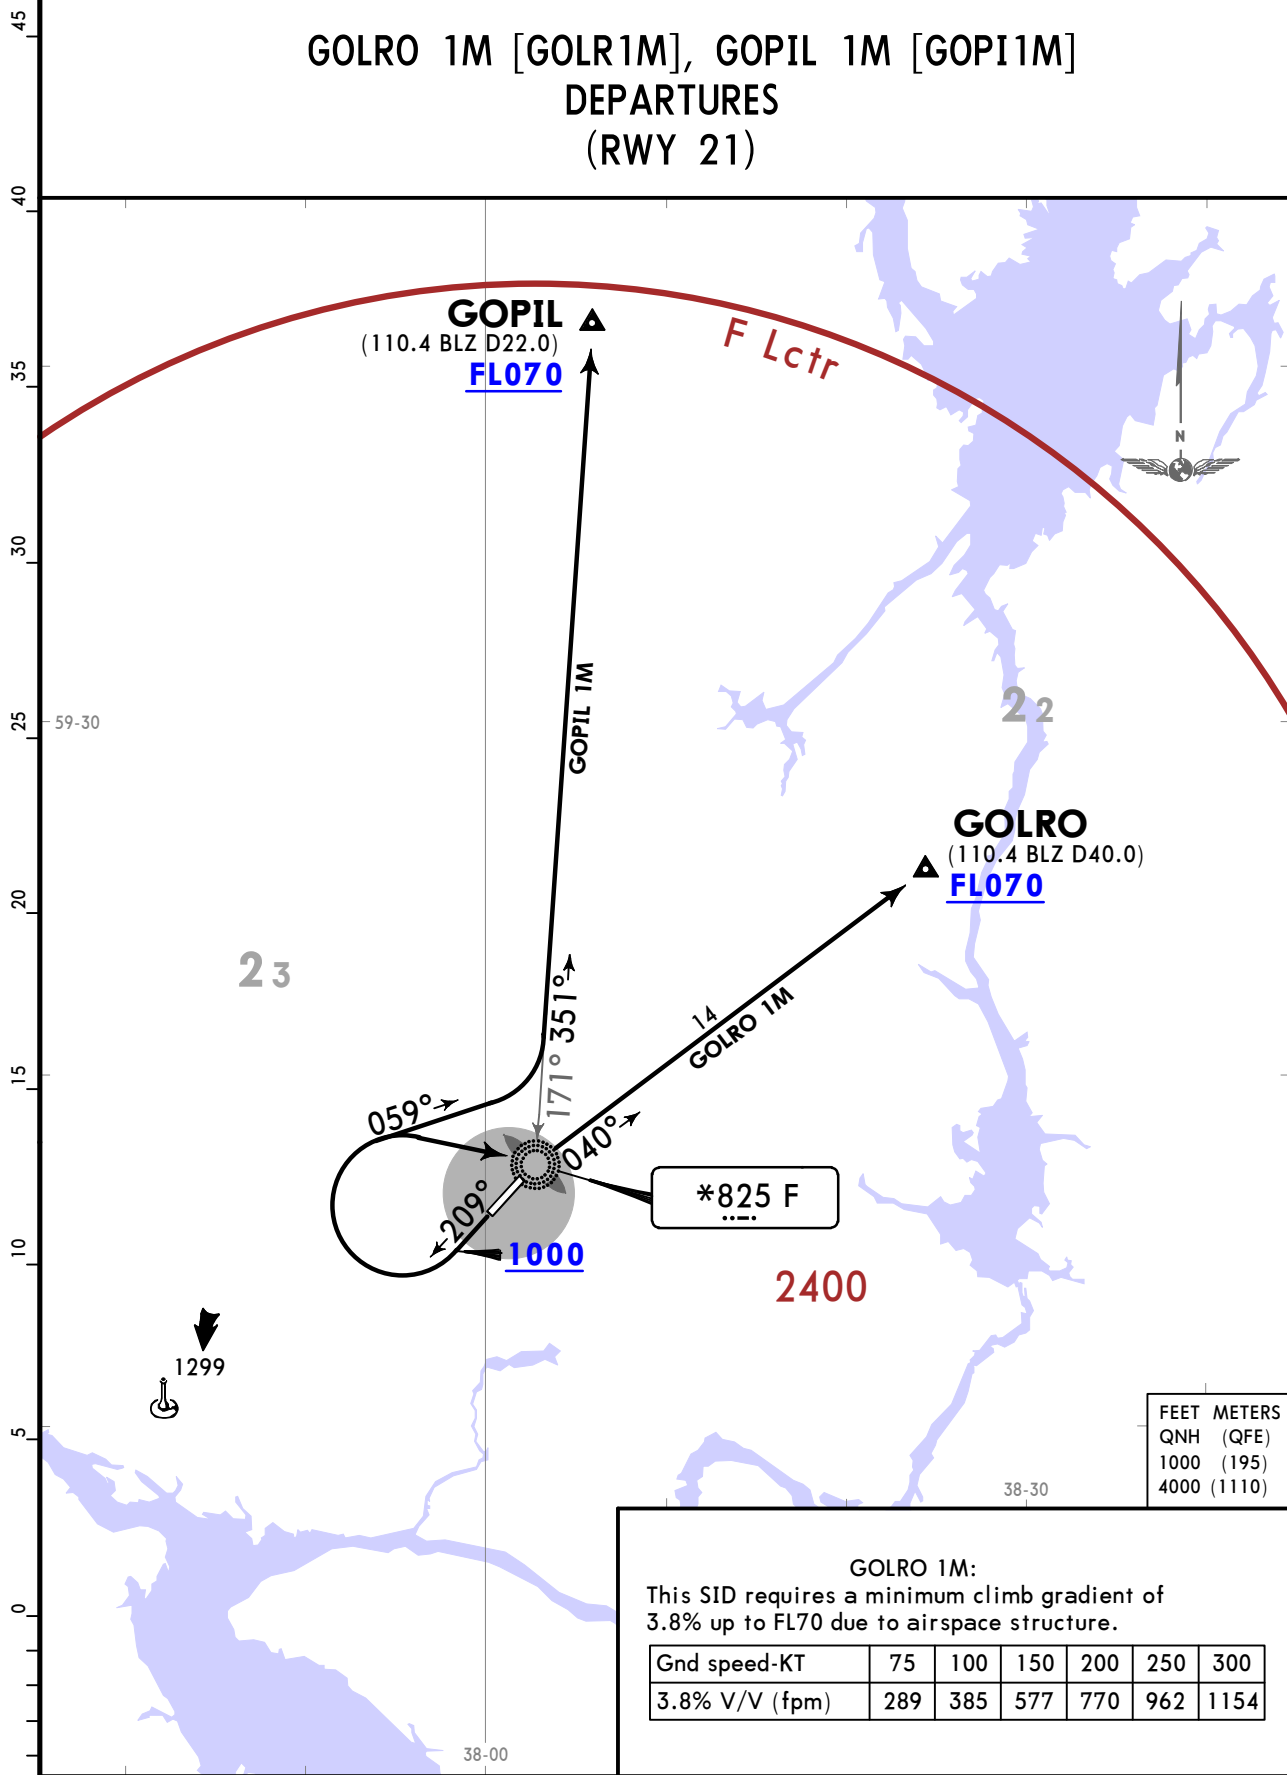 GOLRO 1M [GOLR1M], GOPIL 1M [GOPI1M]
DEPARTURES
(RWY 21)
45
40
35
30
25
20
15
10
5
0
GOPIL
(110.4 BLZ D22.0)
FL070
F Lctr
N
59-30
GOPIL 1M
22
GOLRO
(110.4 BLZ D40.0)
FL070
23
14
GOLRO 1M
351°
171°
059°
040°
209°
*825 F
1000
2400
1299
FEET METERS
QNH (QFE)
1000 (195)
4000 (1110)
38-30
38-00
GOLRO 1M:
This SID requires a minimum climb gradient of
3.8% up to FL70 due to airspace structure.
Gnd speed-KT 75 100 150 200 250 300
3.8% V/V (fpm) 289 385 577 770 962 1154